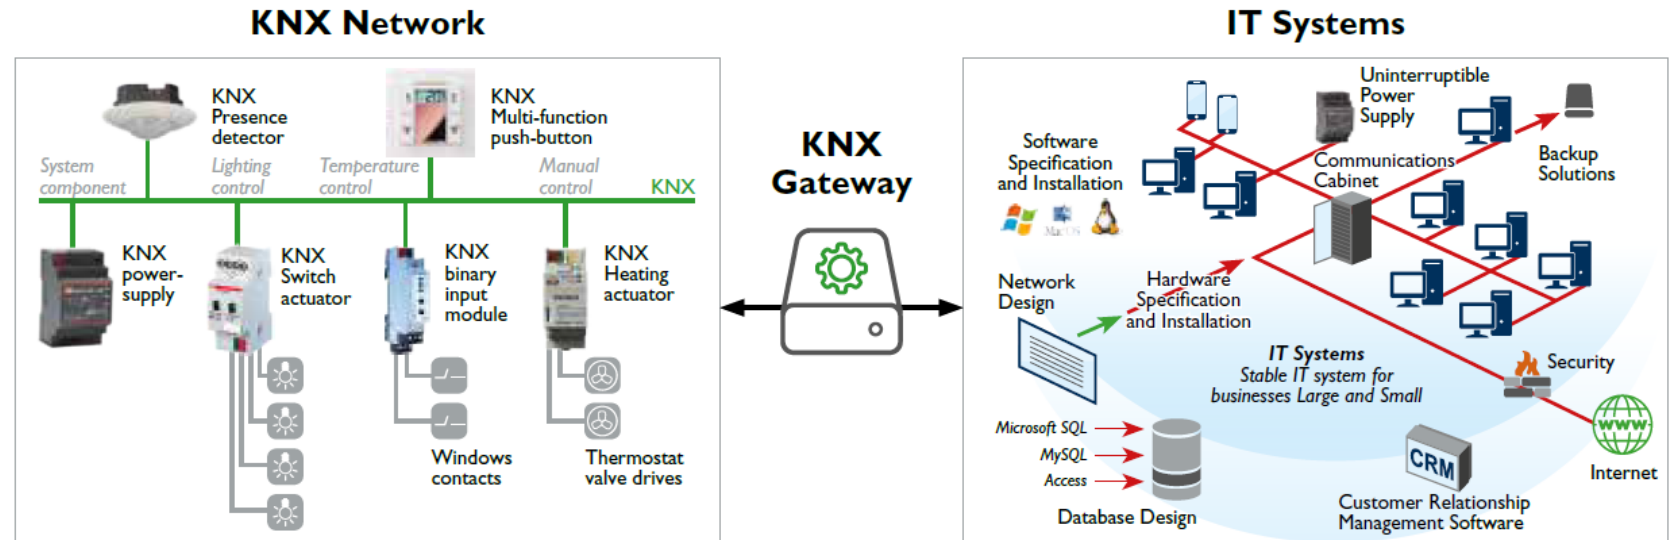 KNX Network
IT Systems
KNX
Presence
detector
KNX
Multi-function
push-button
System
component
Lighting
control
Temperature
control
Manual
control
KNX
KNX
power-
supply
KNX
Switch
actuator
KNX
binary
input
module
KNX
Heating
actuator
Windows
contacts
Thermostat
valve drives
KNX
Gateway
Software
Specification
and Installation
Mac OS
Uninterruptible
Power
Supply
Communications
Cabinet
Backup
Solutions
Network
Design
Hardware
Specification
and Installation
IT Systems
Stable IT system for
businesses Large and Small
Security
www
Internet
Microsoft SQL
MySQL
Access
Database Design
CRM
Customer Relationship
Management Software